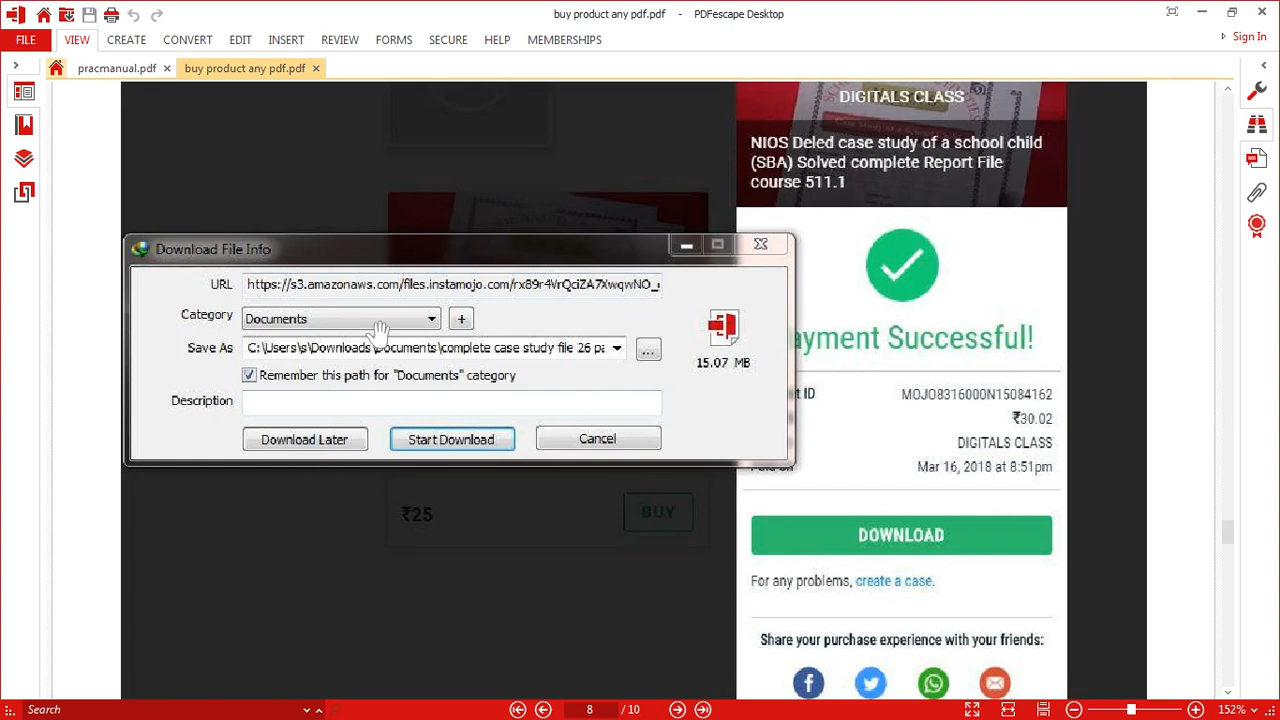 buy product any pdf.pdf - PDFescape Desktop
FILE VIEW CREATE CONVERT EDIT INSERT REVIEW FORMS SECURE HELP MEMBERSHIPS Sign In
pracmanual.pdf × buy product any pdf.pdf ×
DIGITALS CLASS
NIOS Deled case study of a school child
(SBA) Solved complete Report File
course 511.1
Download File Info
URL https://s3.amazonaws.com/files.instamojo.com/rx89r4VrQciZA7XwqwNO_
Category Documents +
Save As C:\Users\s\Downloads\Documents\complete case study file 26 pa ...
15.07 MB
Remember this path for "Documents" category
Description
Download Later Start Download Cancel
ayment Successful!
ID MOJO8316000N15084162
₹30.02
DIGITALS CLASS
Mar 16, 2018 at 8:51pm
₹25 BUY
DOWNLOAD
For any problems, create a case.
Share your purchase experience with your friends:
Search 8 / 10 152%